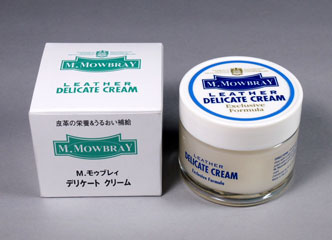 M. MOWBRAY
LEATHER
DELICATE CREAM
皮革の栄養&うるおい補給
M. MOWBRAY
M.モゥブレィ
デリケート クリーム
M. MOWBRAY
LEATHER
DELICATE CREAM
Exclusive
Formula
LEATHER
DELICATE CREAM
Exclusive Formula